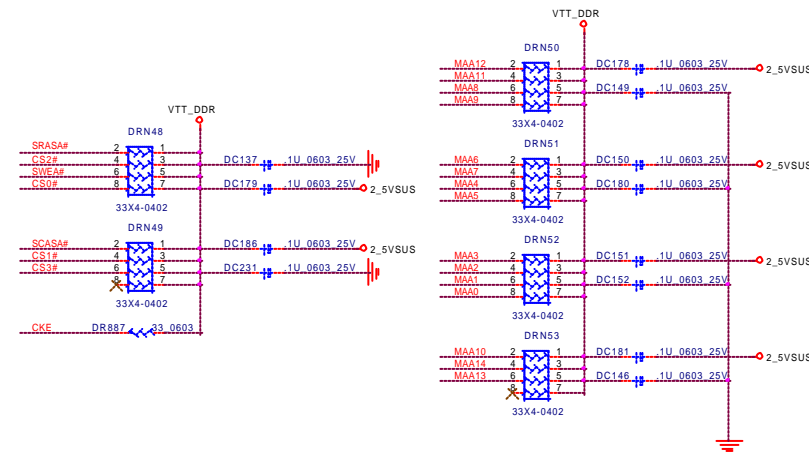 VTT_DDR
DRN48
SRASA# 2 1
CS2# 4 3 DC137 .1U_0603_25V
SWEA# 6 5
CS0# 8 7 DC179 .1U_0603_25V 2_5VSUS
33X4-0402
DRN49
SCASA# 2 1 DC186 .1U_0603_25V 2_5VSUS
CS1# 4 3
CS3# 6 5 DC231 .1U_0603_25V
8 7
33X4-0402
CKE DR887 33_0603
VTT_DDR
DRN50
MAA12 2 1 DC178 .1U_0603_25V 2_5VSUS
MAA11 4 3
MAA8 6 5 DC149 .1U_0603_25V
MAA9 8 7
33X4-0402
DRN51
MAA6 2 1 DC150 .1U_0603_25V 2_5VSUS
MAA7 4 3
MAA4 6 5 DC180 .1U_0603_25V
MAA5 8 7
33X4-0402
DRN52
MAA3 2 1 DC151 .1U_0603_25V 2_5VSUS
MAA2 4 3
MAA1 6 5 DC152 .1U_0603_25V
MAA0 8 7
33X4-0402
DRN53
MAA10 2 1 DC181 .1U_0603_25V 2_5VSUS
MAA14 4 3
MAA13 6 5 DC146 .1U_0603_25V
8 7
33X4-0402